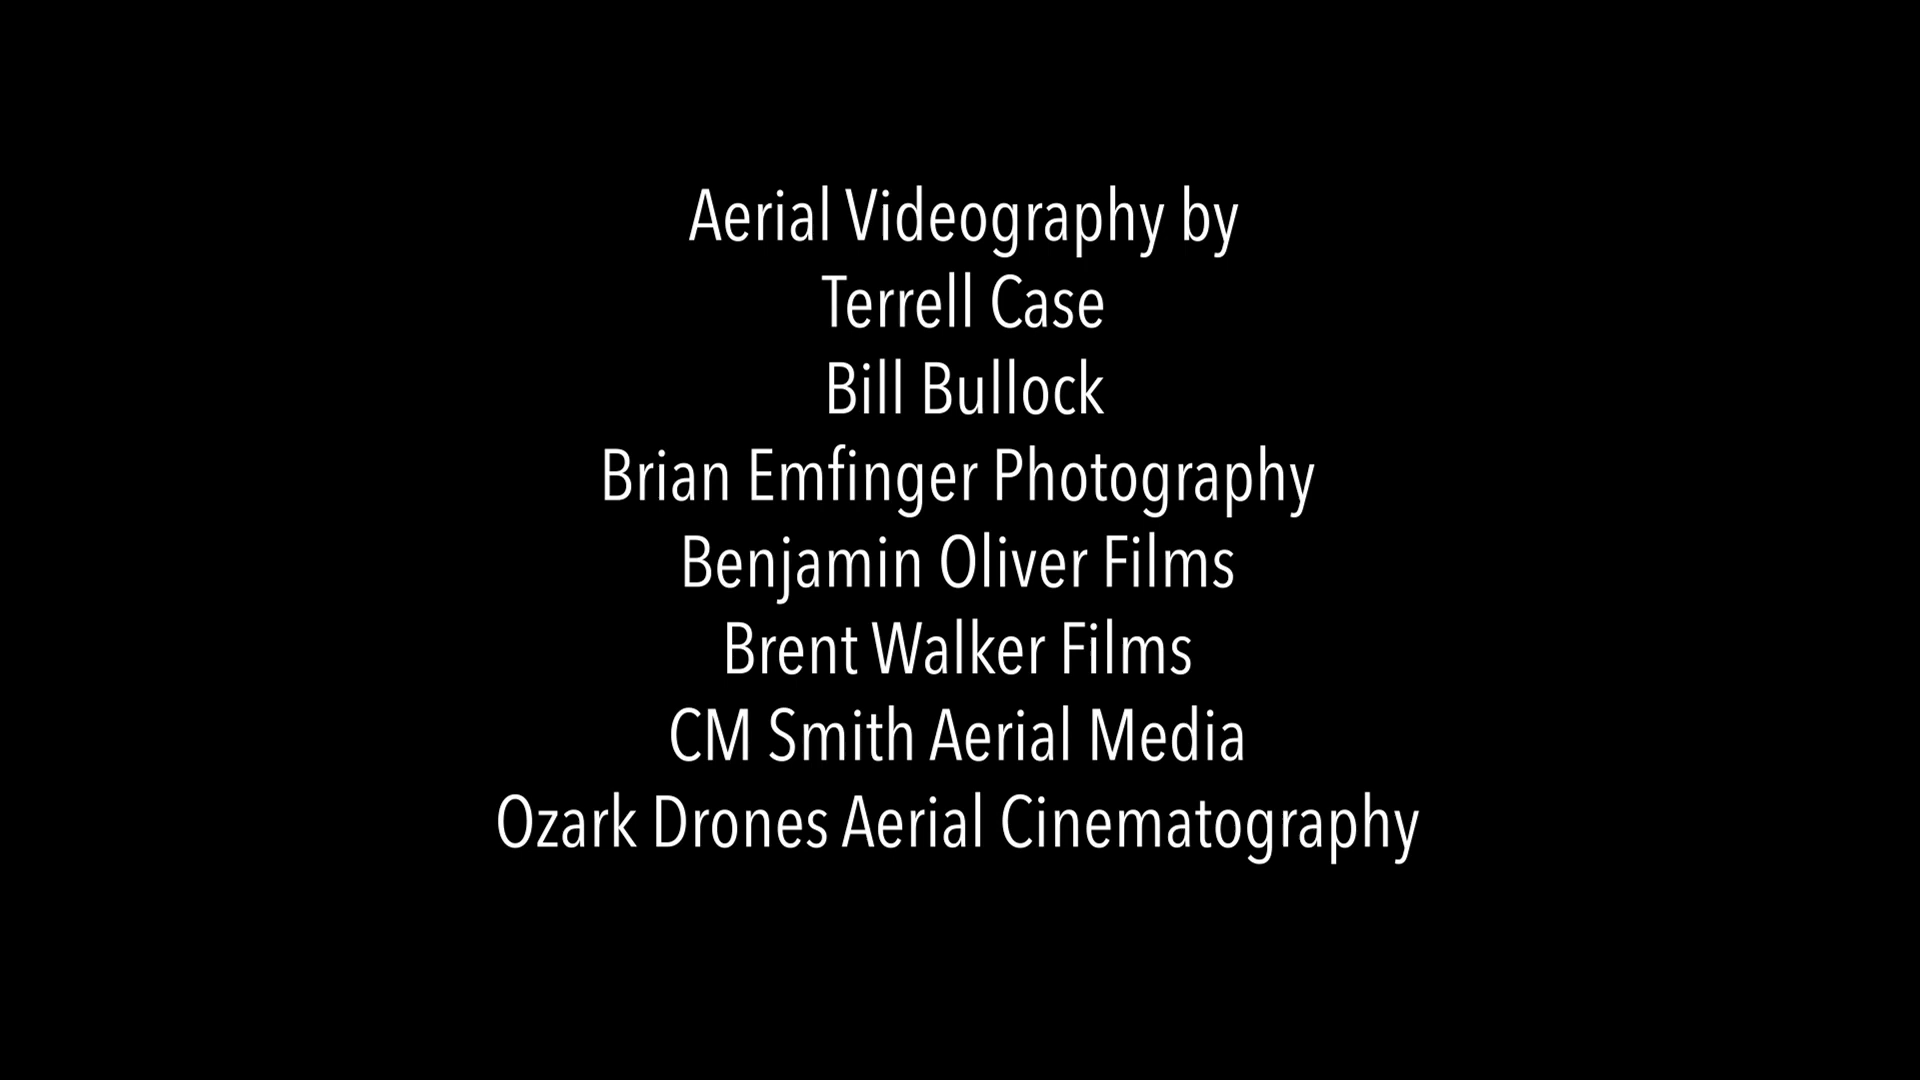 Aerial Videography by
Terrell Case
Bill Bullock
Brian Emfinger Photography
Benjamin Oliver Films
Brent Walker Films
CM Smith Aerial Media
Ozark Drones Aerial Cinematography